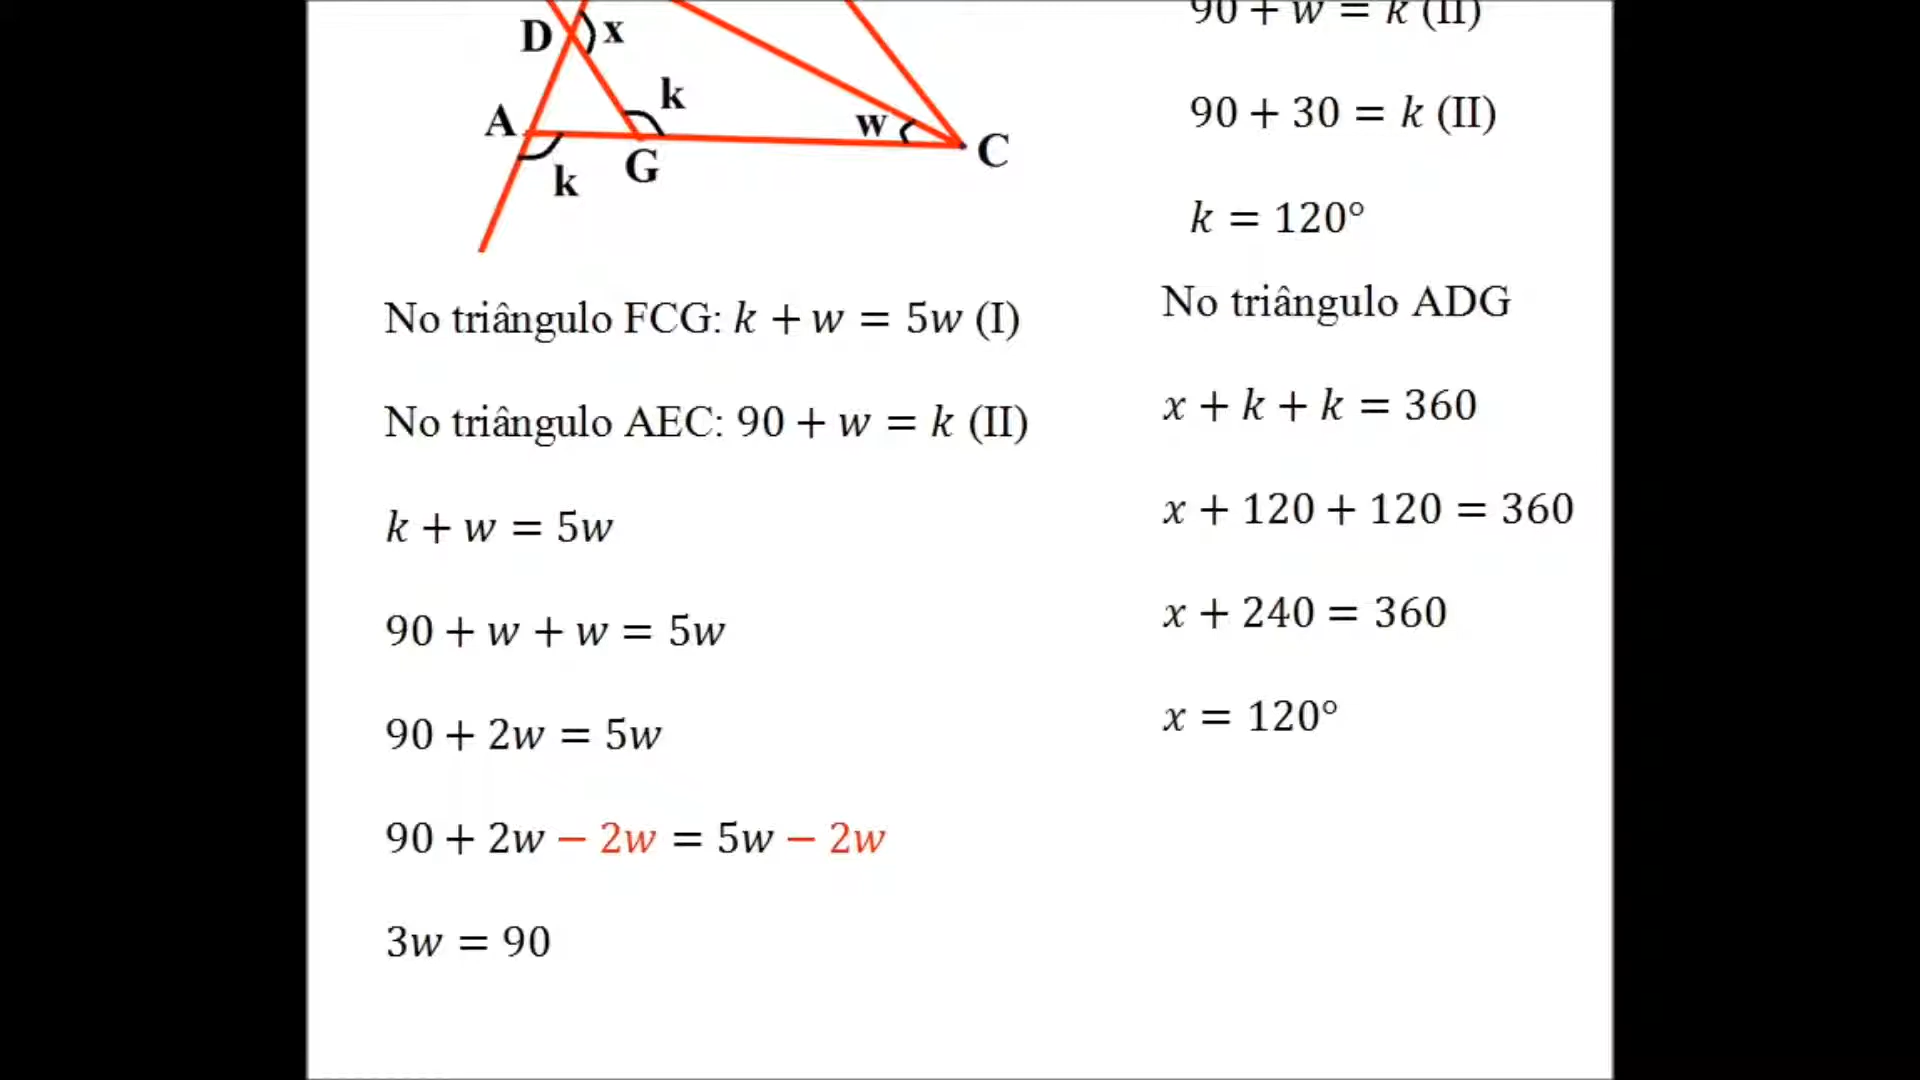 D x
k
A
w
C
G
k
No triângulo FCG: k + w = 5w (I)
No triângulo AEC: 90 + w = k (II)
k + w = 5w
90 + w + w = 5w
90 + 2w = 5w
90 + 2w − 2w = 5w − 2w
3w = 90
90 + w = k (II)
90 + 30 = k (II)
k = 120°
No triângulo ADG
x + k + k = 360
x + 120 + 120 = 360
x + 240 = 360
x = 120°